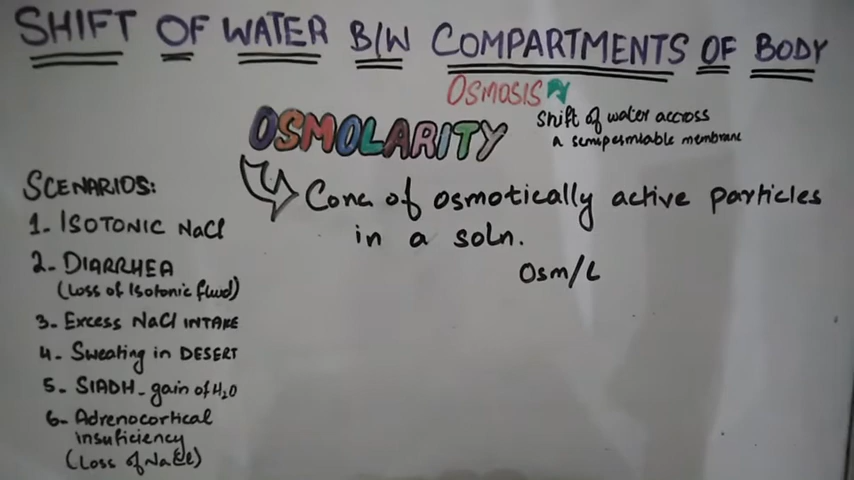 SHIFT OF WATER B/W COMPARTMENTS OF BODY
OSMOSIS
Shift of water accross
a semipermiable membrane
OSMOLARITY
Conc of osmotically active particles
in a soln.
Osm/L
SCENARIOS:
1- ISOTONIC NaCl
2- DIARRHEA
(Loss of Isotonic fluid)
3- Excess NaCl INTAKE
4- Sweating in DESERT
5- SIADH - gain of H₂O
6- Adrenocortical
insuficiency
(Loss of NaCl)